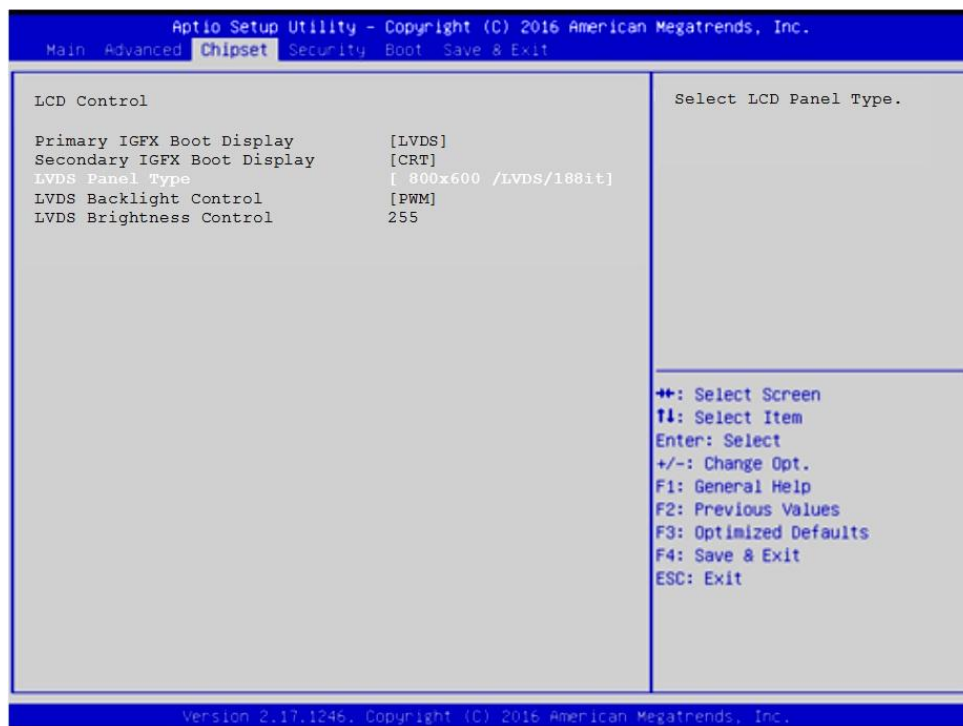 Aptio Setup Utility - Copyright (C) 2016 American Megatrends, Inc.
Main Advanced Chipset Security Boot Save & Exit
LCD Control
Primary IGFX Boot Display [LVDS]
Secondary IGFX Boot Display [CRT]
LVDS Panel Type [ 800x600 /LVDS/188it]
LVDS Backlight Control [PWM]
LVDS Brightness Control 255
Select LCD Panel Type.
→←: Select Screen
↑↓: Select Item
Enter: Select
+/-: Change Opt.
F1: General Help
F2: Previous Values
F3: Optimized Defaults
F4: Save & Exit
ESC: Exit
Version 2.17.1246. Copyright (C) 2016 American Megatrends, Inc.